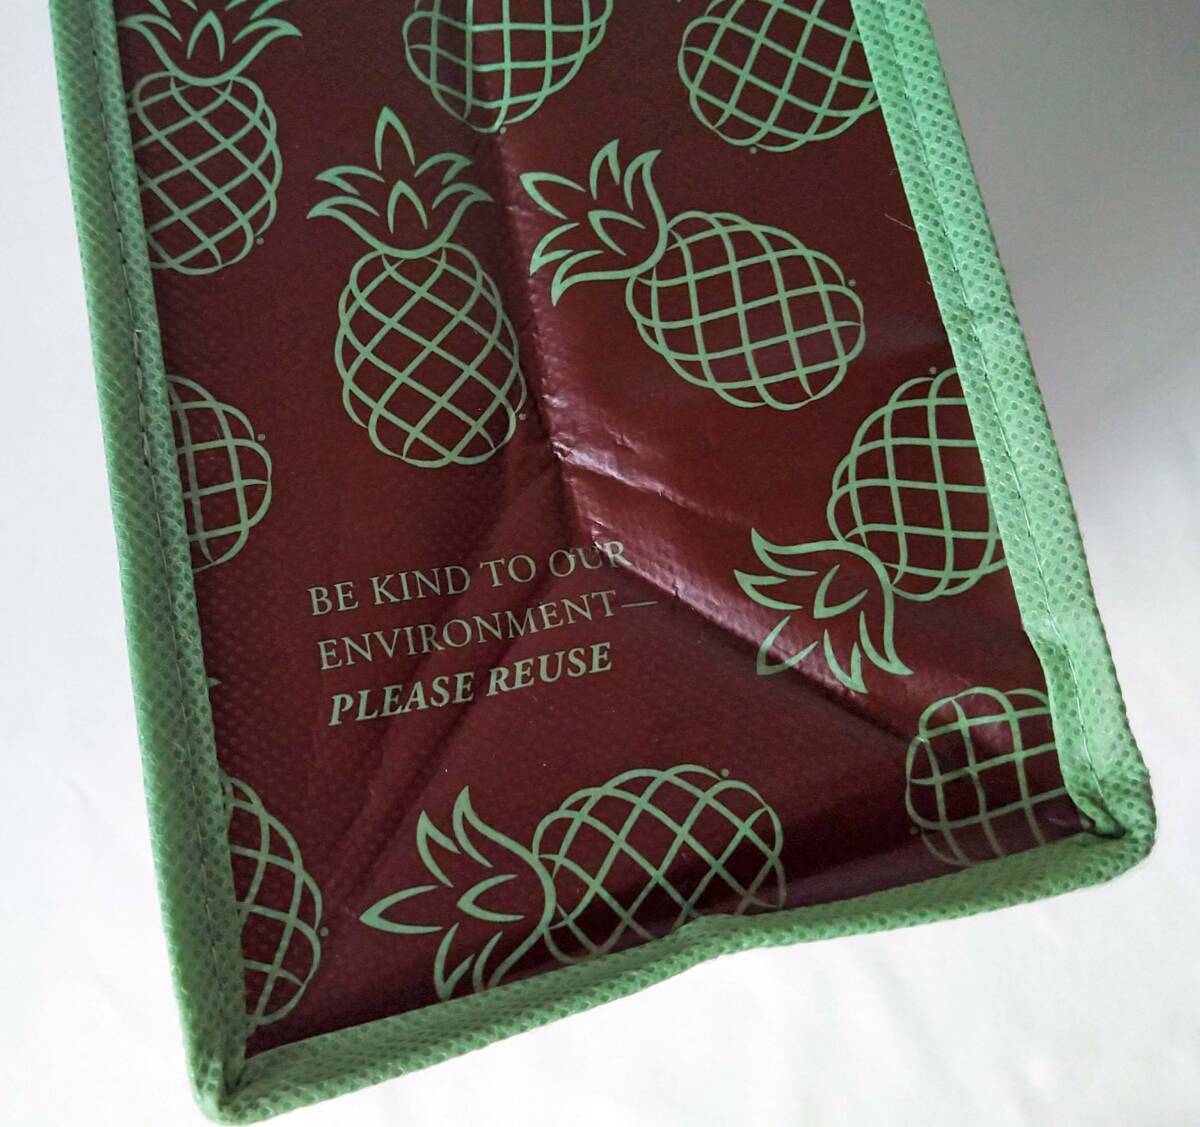 BE KIND TO OUR
ENVIRONMENT—
PLEASE REUSE